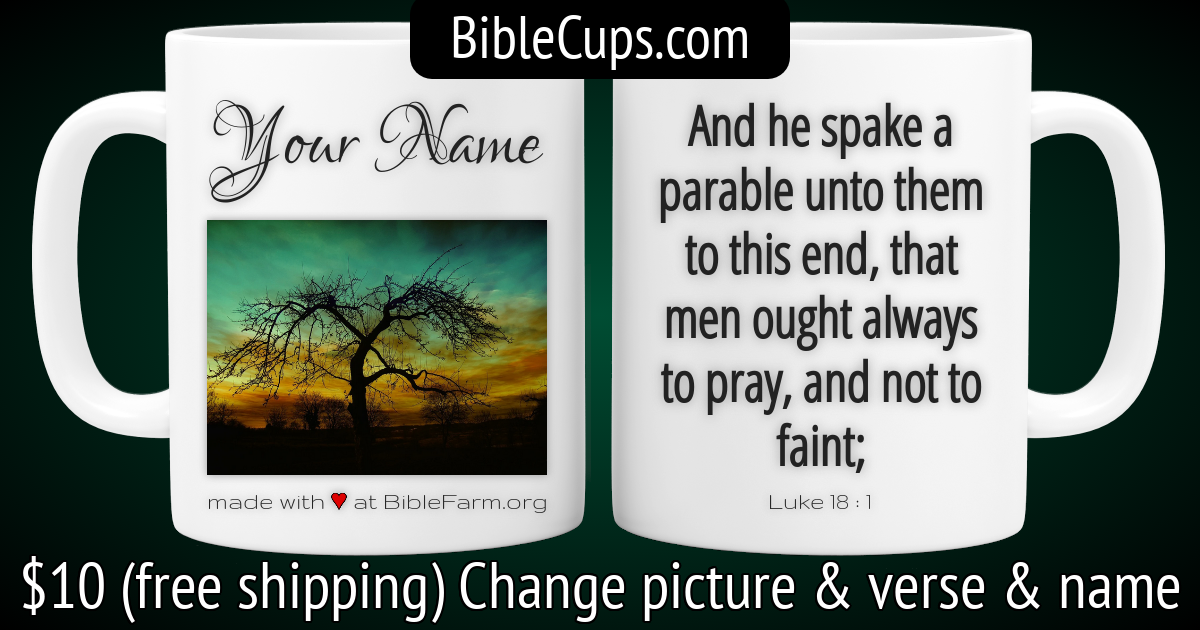 BibleCups.com
Your Name
made with ♥ at BibleFarm.org
And he spake a
parable unto them
to this end, that
men ought always
to pray, and not to
faint;
Luke 18 : 1
$10 (free shipping) Change picture & verse & name